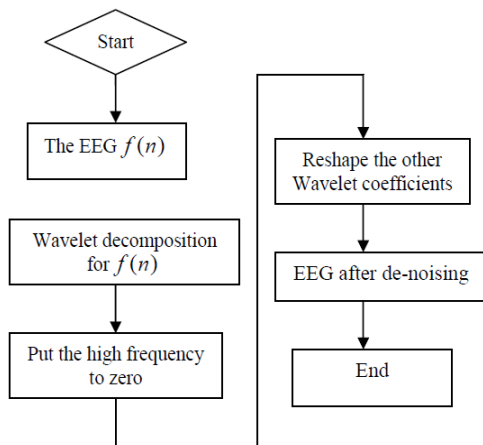 Start
The EEG f(n)
Wavelet decomposition
for f(n)
Put the high frequency
to zero
Reshape the other
Wavelet coefficients
EEG after de-noising
End